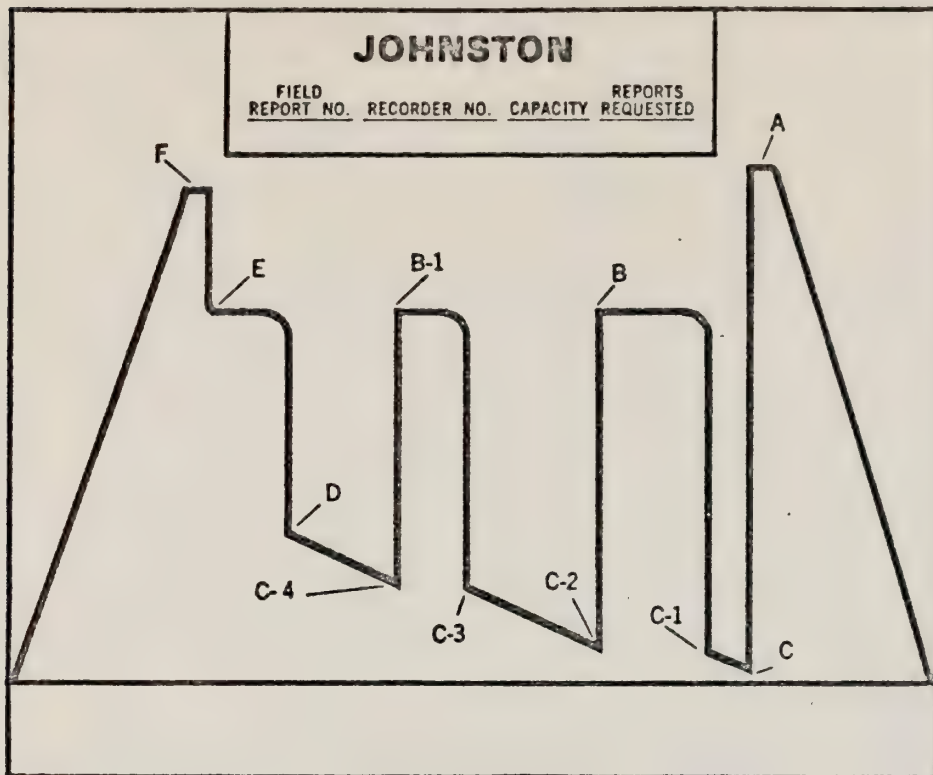 JOHNSTON
FIELD REPORT NO. RECORDER NO. CAPACITY REPORTS REQUESTED
A
F
E
B-1
B
D
C-4
C-3
C-2
C-1
C